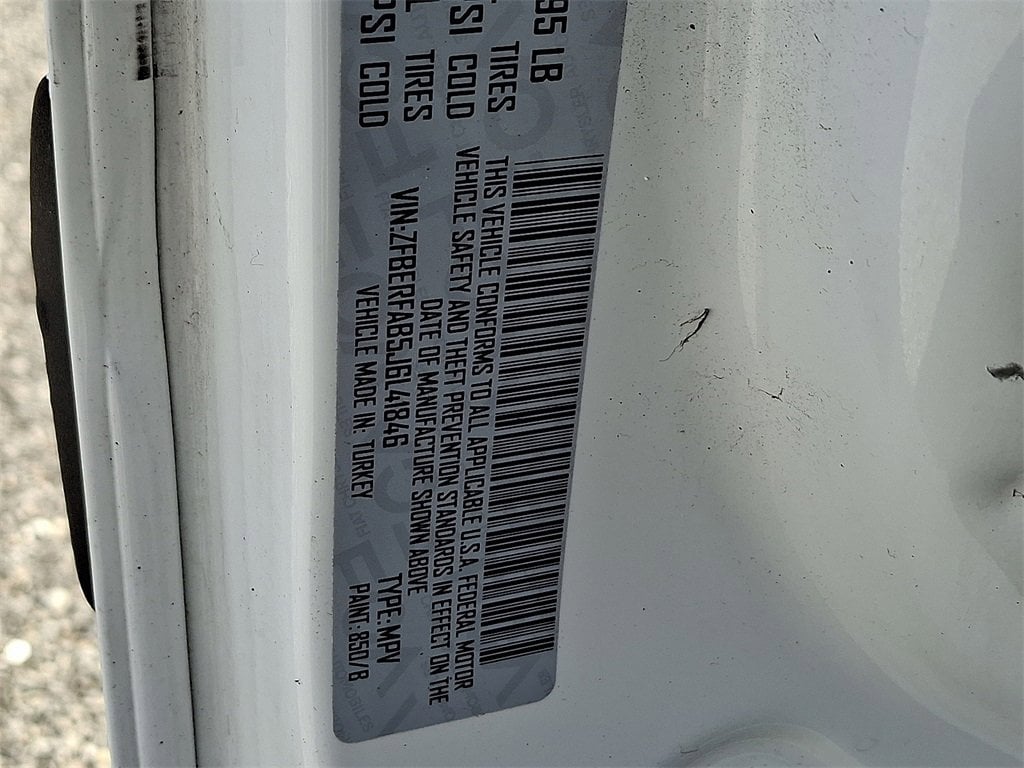 95 LB
TIRES
PSI COLD
TIRES
PSI COLD
THIS VEHICLE CONFORMS TO ALL APPLICABLE U.S.A. FEDERAL MOTOR
VEHICLE SAFETY AND THEFT PREVENTION STANDARDS IN EFFECT ON THE
DATE OF MANUFACTURE SHOWN ABOVE
VIN-ZFBERFAB5J6L41846 TYPE: MPV
VEHICLE MADE IN: TURKEY PAINT: 850/B